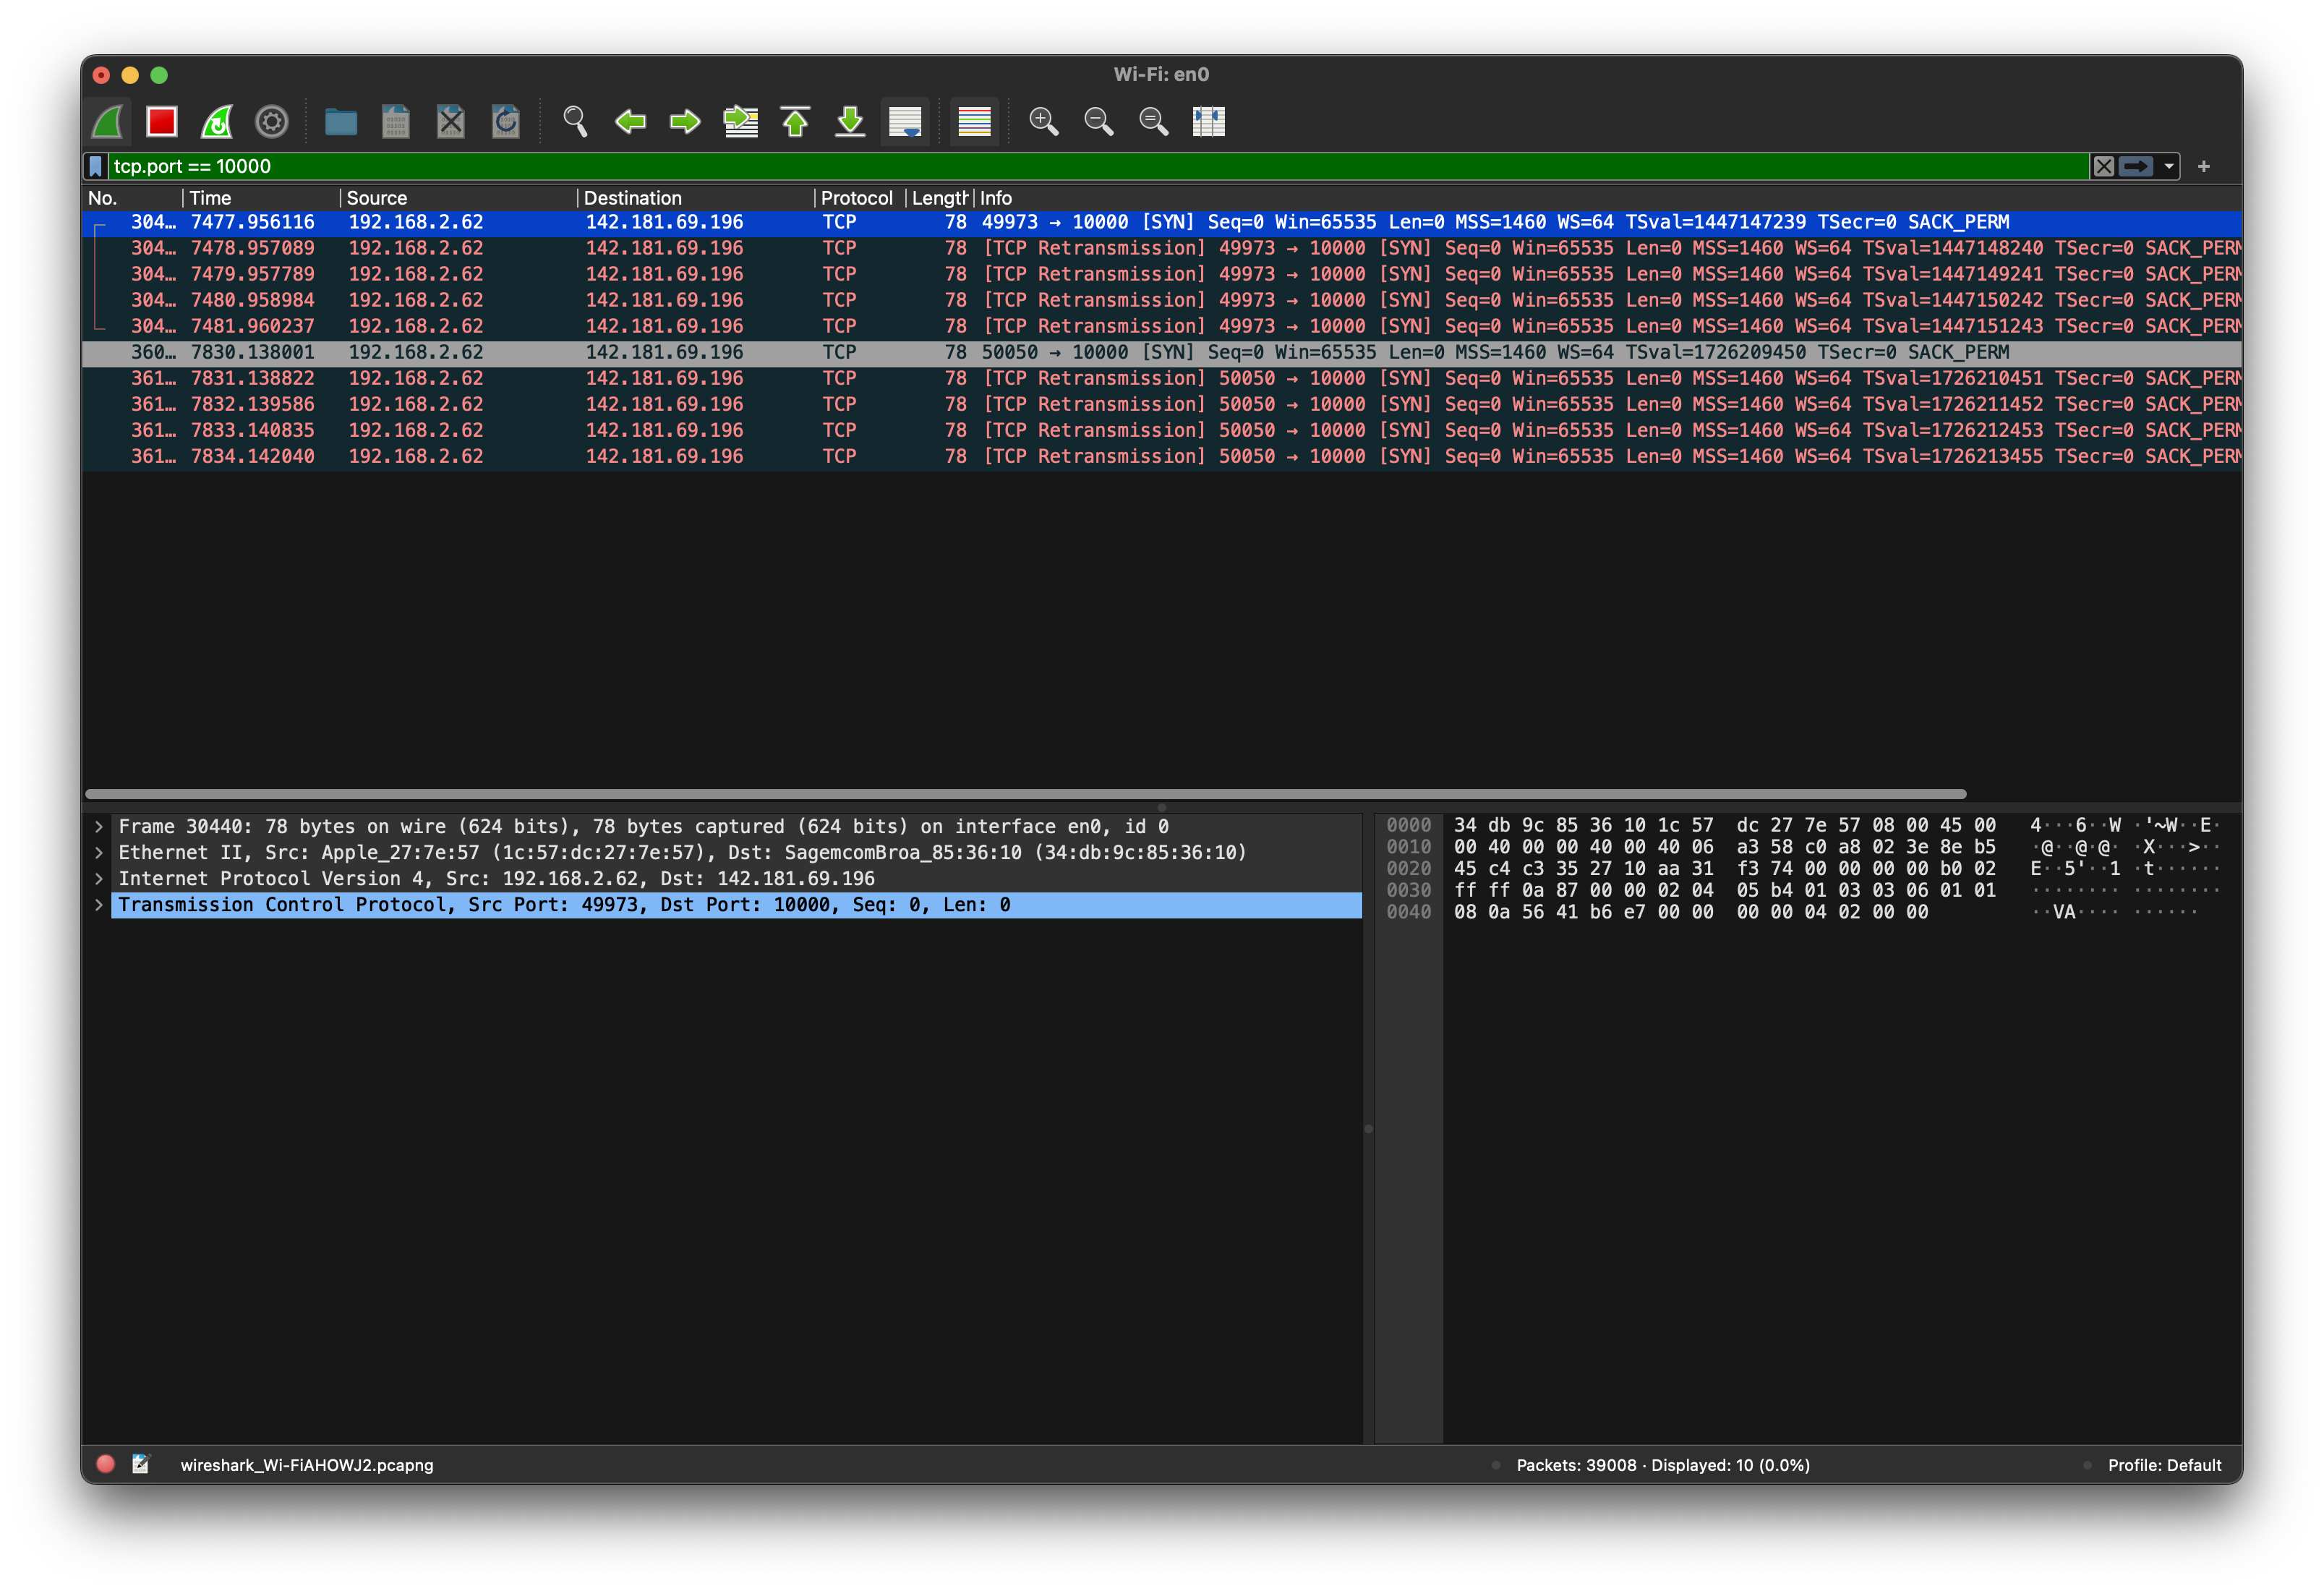 Wi-Fi: en0
tcp.port == 10000
No. Time Source Destination Protocol Length Info
304… 7477.956116 192.168.2.62 142.181.69.196 TCP 78 49973 → 10000 [SYN] Seq=0 Win=65535 Len=0 MSS=1460 WS=64 TSval=1447147239 TSecr=0 SACK_PERM
304… 7478.957089 192.168.2.62 142.181.69.196 TCP 78 [TCP Retransmission] 49973 → 10000 [SYN] Seq=0 Win=65535 Len=0 MSS=1460 WS=64 TSval=1447148240 TSecr=0 SACK_PERM
304… 7479.957789 192.168.2.62 142.181.69.196 TCP 78 [TCP Retransmission] 49973 → 10000 [SYN] Seq=0 Win=65535 Len=0 MSS=1460 WS=64 TSval=1447149241 TSecr=0 SACK_PERM
304… 7480.958984 192.168.2.62 142.181.69.196 TCP 78 [TCP Retransmission] 49973 → 10000 [SYN] Seq=0 Win=65535 Len=0 MSS=1460 WS=64 TSval=1447150242 TSecr=0 SACK_PERM
304… 7481.960237 192.168.2.62 142.181.69.196 TCP 78 [TCP Retransmission] 49973 → 10000 [SYN] Seq=0 Win=65535 Len=0 MSS=1460 WS=64 TSval=1447151243 TSecr=0 SACK_PERM
360… 7830.138001 192.168.2.62 142.181.69.196 TCP 78 50050 → 10000 [SYN] Seq=0 Win=65535 Len=0 MSS=1460 WS=64 TSval=1726209450 TSecr=0 SACK_PERM
361… 7831.138822 192.168.2.62 142.181.69.196 TCP 78 [TCP Retransmission] 50050 → 10000 [SYN] Seq=0 Win=65535 Len=0 MSS=1460 WS=64 TSval=1726210451 TSecr=0 SACK_PERM
361… 7832.139586 192.168.2.62 142.181.69.196 TCP 78 [TCP Retransmission] 50050 → 10000 [SYN] Seq=0 Win=65535 Len=0 MSS=1460 WS=64 TSval=1726211452 TSecr=0 SACK_PERM
361… 7833.140835 192.168.2.62 142.181.69.196 TCP 78 [TCP Retransmission] 50050 → 10000 [SYN] Seq=0 Win=65535 Len=0 MSS=1460 WS=64 TSval=1726212453 TSecr=0 SACK_PERM
361… 7834.142040 192.168.2.62 142.181.69.196 TCP 78 [TCP Retransmission] 50050 → 10000 [SYN] Seq=0 Win=65535 Len=0 MSS=1460 WS=64 TSval=1726213455 TSecr=0 SACK_PERM
Frame 30440: 78 bytes on wire (624 bits), 78 bytes captured (624 bits) on interface en0, id 0
Ethernet II, Src: Apple_27:7e:57 (1c:57:dc:27:7e:57), Dst: SagemcomBroa_85:36:10 (34:db:9c:85:36:10)
Internet Protocol Version 4, Src: 192.168.2.62, Dst: 142.181.69.196
Transmission Control Protocol, Src Port: 49973, Dst Port: 10000, Seq: 0, Len: 0
0000 34 db 9c 85 36 10 1c 57 dc 27 7e 57 08 00 45 00 4···6··W ·'~W··E·
0010 00 40 00 00 40 00 40 06 a3 58 c0 a8 02 3e 8e b5 ·@··@·@· ·X···>··
0020 45 c4 c3 35 27 10 aa 31 f3 74 00 00 00 00 b0 02 E··5'··1 ·t······
0030 ff ff 0a 87 00 00 02 04 05 b4 01 03 03 06 01 01 ········ ········
0040 08 0a 56 41 b6 e7 00 00 00 00 04 02 00 00 ··VA···· ······
wireshark_Wi-FiAHOWJ2.pcapng
Packets: 39008 · Displayed: 10 (0.0%)
Profile: Default